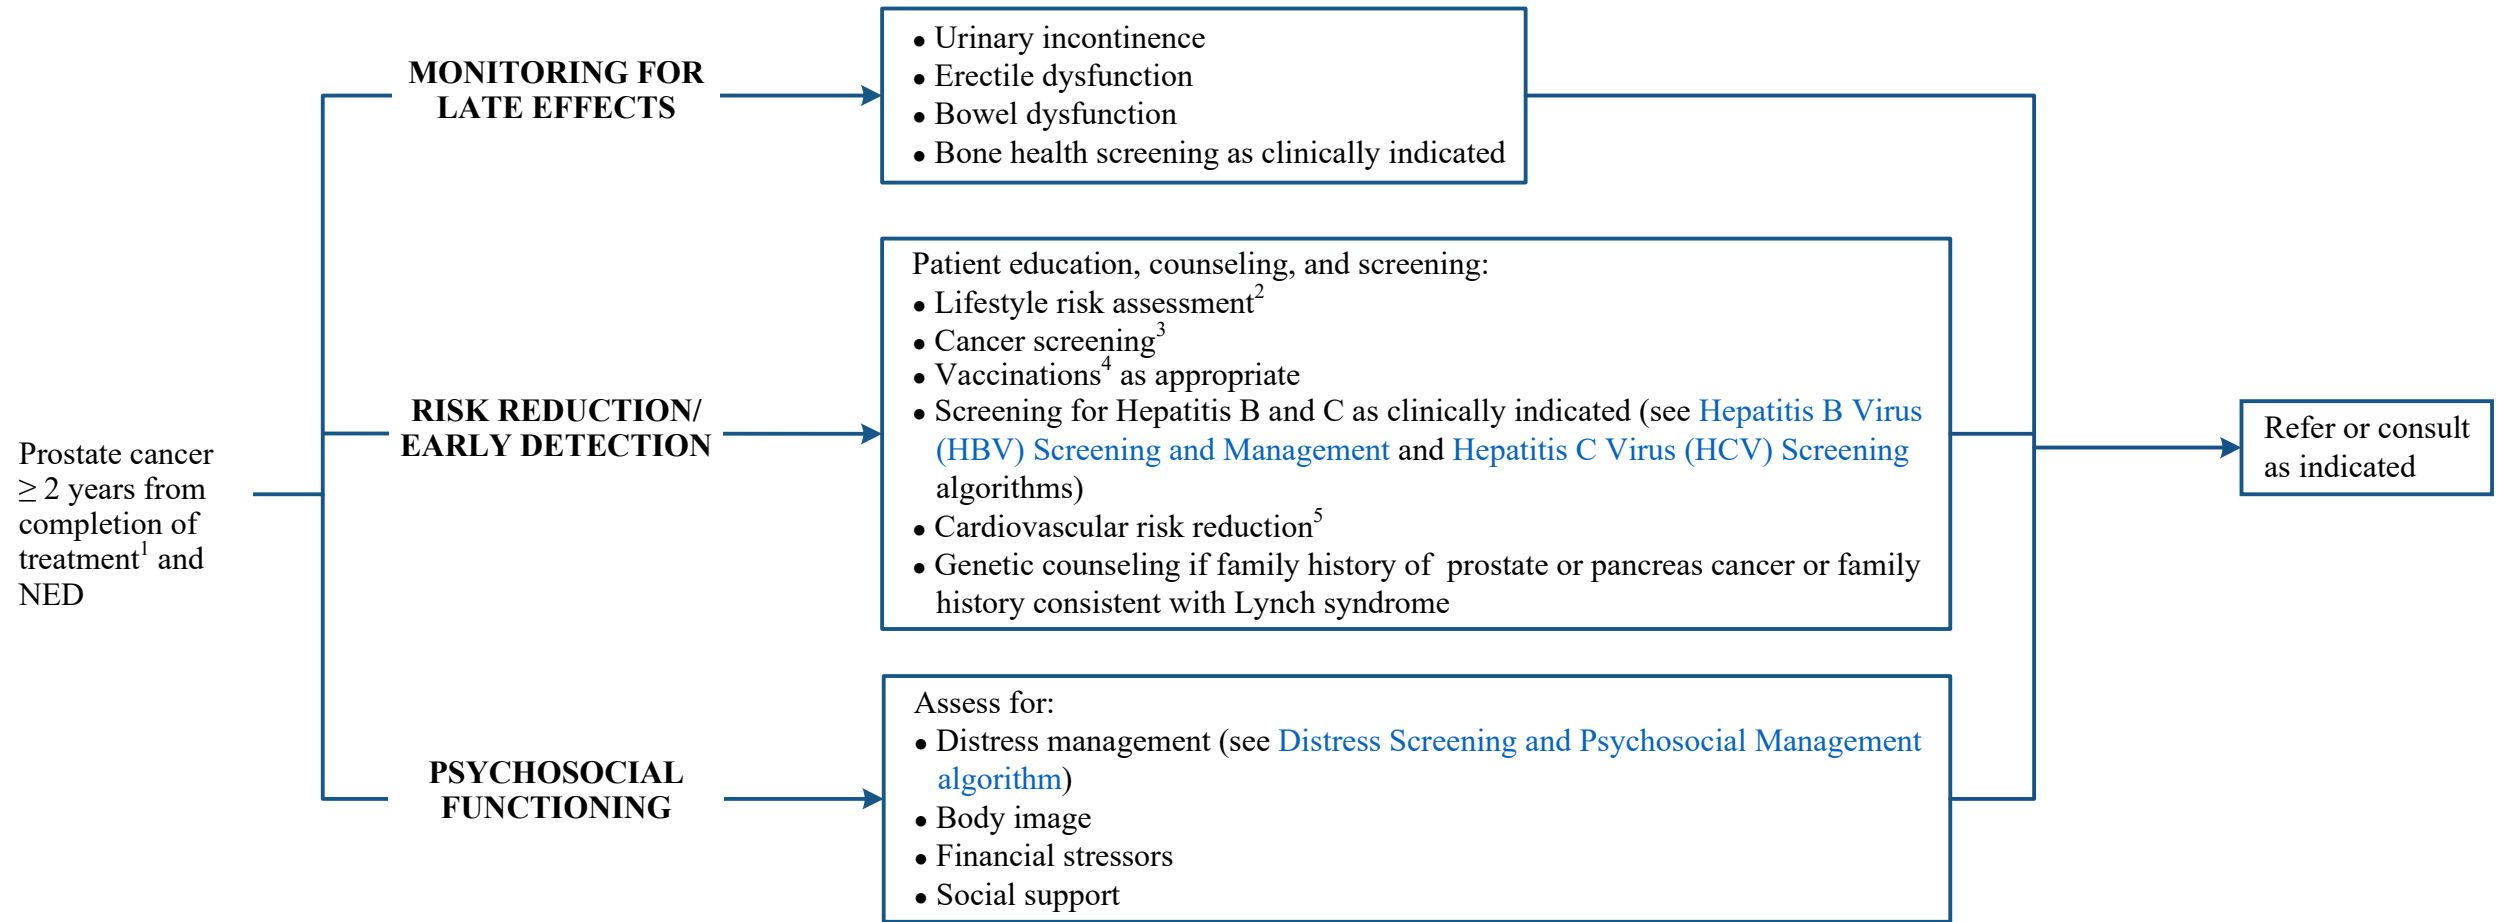 Prostate cancer
≥ 2 years from
completion of
treatment¹ and
NED
MONITORING FOR
LATE EFFECTS
• Urinary incontinence
• Erectile dysfunction
• Bowel dysfunction
• Bone health screening as clinically indicated
RISK REDUCTION/
EARLY DETECTION
Patient education, counseling, and screening:
• Lifestyle risk assessment²
• Cancer screening³
• Vaccinations⁴ as appropriate
• Screening for Hepatitis B and C as clinically indicated (see Hepatitis B Virus
(HBV) Screening and Management and Hepatitis C Virus (HCV) Screening
algorithms)
• Cardiovascular risk reduction⁵
• Genetic counseling if family history of prostate or pancreas cancer or family
history consistent with Lynch syndrome
PSYCHOSOCIAL
FUNCTIONING
Assess for:
• Distress management (see Distress Screening and Psychosocial Management
algorithm)
• Body image
• Financial stressors
• Social support
Refer or consult
as indicated